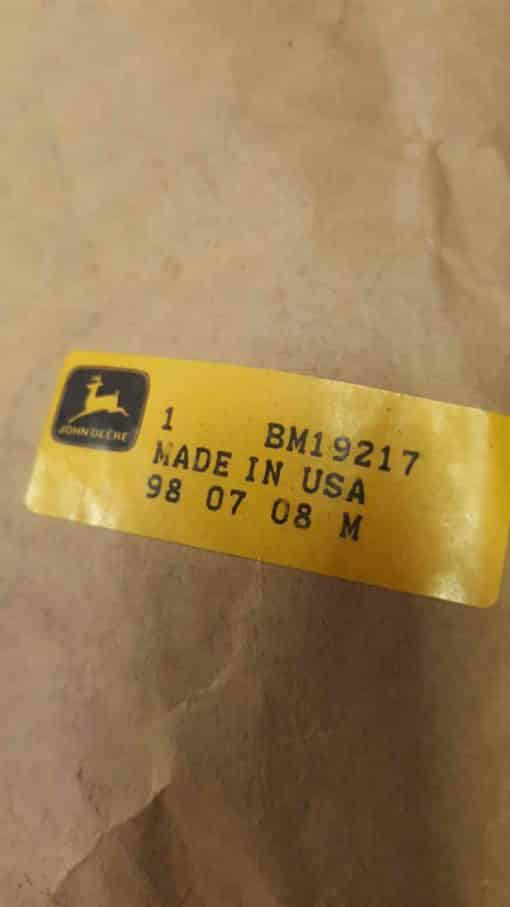 JOHN DEERE
1 BM19217
MADE IN USA
98 07 08 M